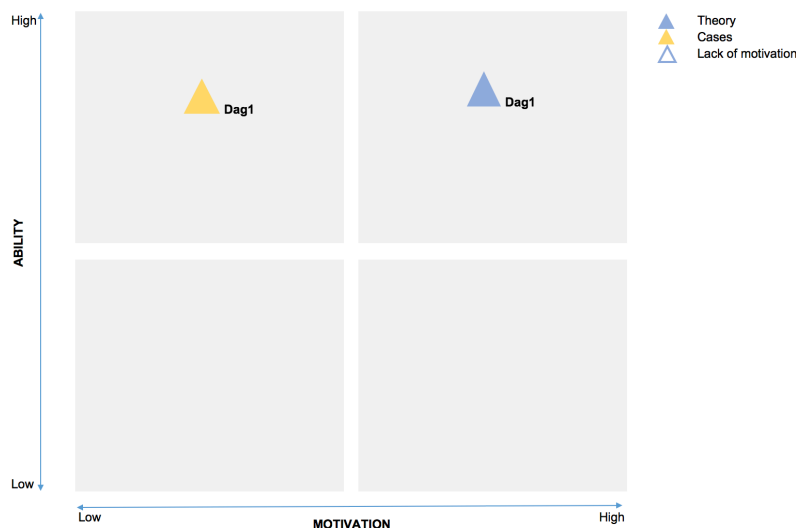 High
Theory
Cases
Lack of motivation
Dag1
Dag1
ABILITY
Low
Low
High
MOTIVATION